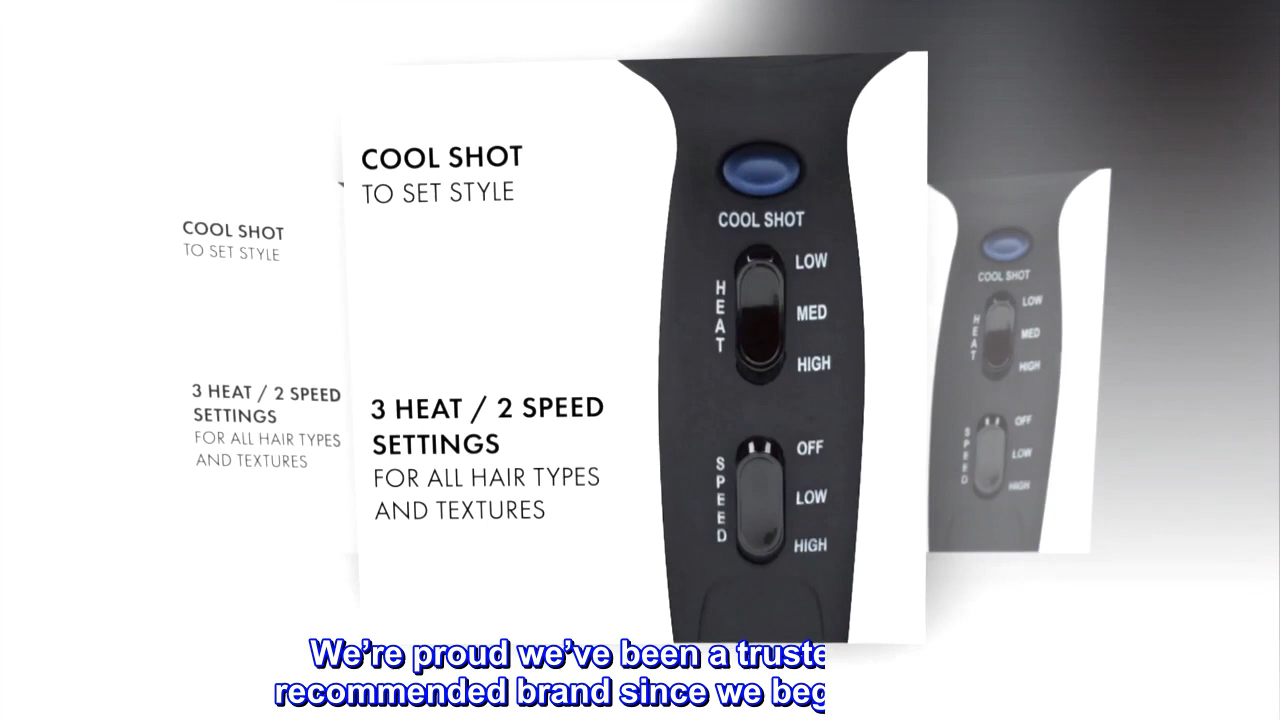 COOL SHOT
TO SET STYLE
3 HEAT / 2 SPEED
SETTINGS
FOR ALL HAIR TYPES
AND TEXTURES
COOL SHOT
TO SET STYLE
3 HEAT / 2 SPEED
SETTINGS
FOR ALL HAIR TYPES
AND TEXTURES
COOL SHOT
HEAT
LOW
MED
HIGH
SPEED
OFF
LOW
HIGH
COOL SHOT
HEAT
LOW
MED
HIGH
SPEED
OFF
LOW
HIGH
We're proud we've been a
recommended brand since we